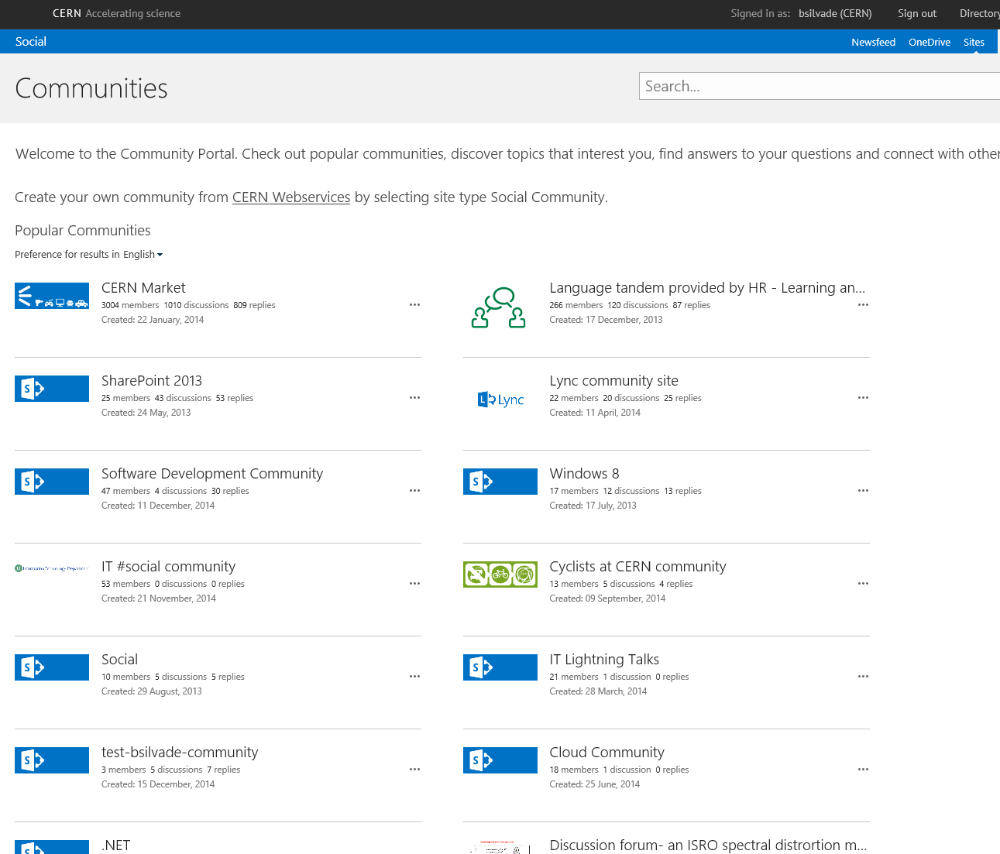 CERN Accelerating science
Signed in as: bsilvade (CERN) Sign out Directory
Social
Newsfeed OneDrive Sites
Communities
Search...
Welcome to the Community Portal. Check out popular communities, discover topics that interest you, find answers to your questions and connect with other
Create your own community from CERN Webservices by selecting site type Social Community.
Popular Communities
Preference for results in English
CERN Market
3004 members 1010 discussions 809 replies
Created: 22 January, 2014
Language tandem provided by HR - Learning an...
266 members 120 discussions 87 replies
Created: 17 December, 2013
SharePoint 2013
25 members 43 discussions 53 replies
Created: 24 May, 2013
Lync
Lync community site
22 members 20 discussions 25 replies
Created: 11 April, 2014
Software Development Community
47 members 4 discussions 30 replies
Created: 11 December, 2014
Windows 8
17 members 12 discussions 13 replies
Created: 17 July, 2013
Information Technology Department
IT #social community
53 members 0 discussions 0 replies
Created: 21 November, 2014
Cyclists at CERN community
13 members 5 discussions 4 replies
Created: 09 September, 2014
Social
10 members 5 discussions 5 replies
Created: 29 August, 2013
IT Lightning Talks
21 members 1 discussion 0 replies
Created: 28 March, 2014
test-bsilvade-community
3 members 5 discussions 7 replies
Created: 15 December, 2014
Cloud Community
18 members 1 discussion 0 replies
Created: 25 June, 2014
.NET
Discussion forum- an ISRO spectral distrortion m...